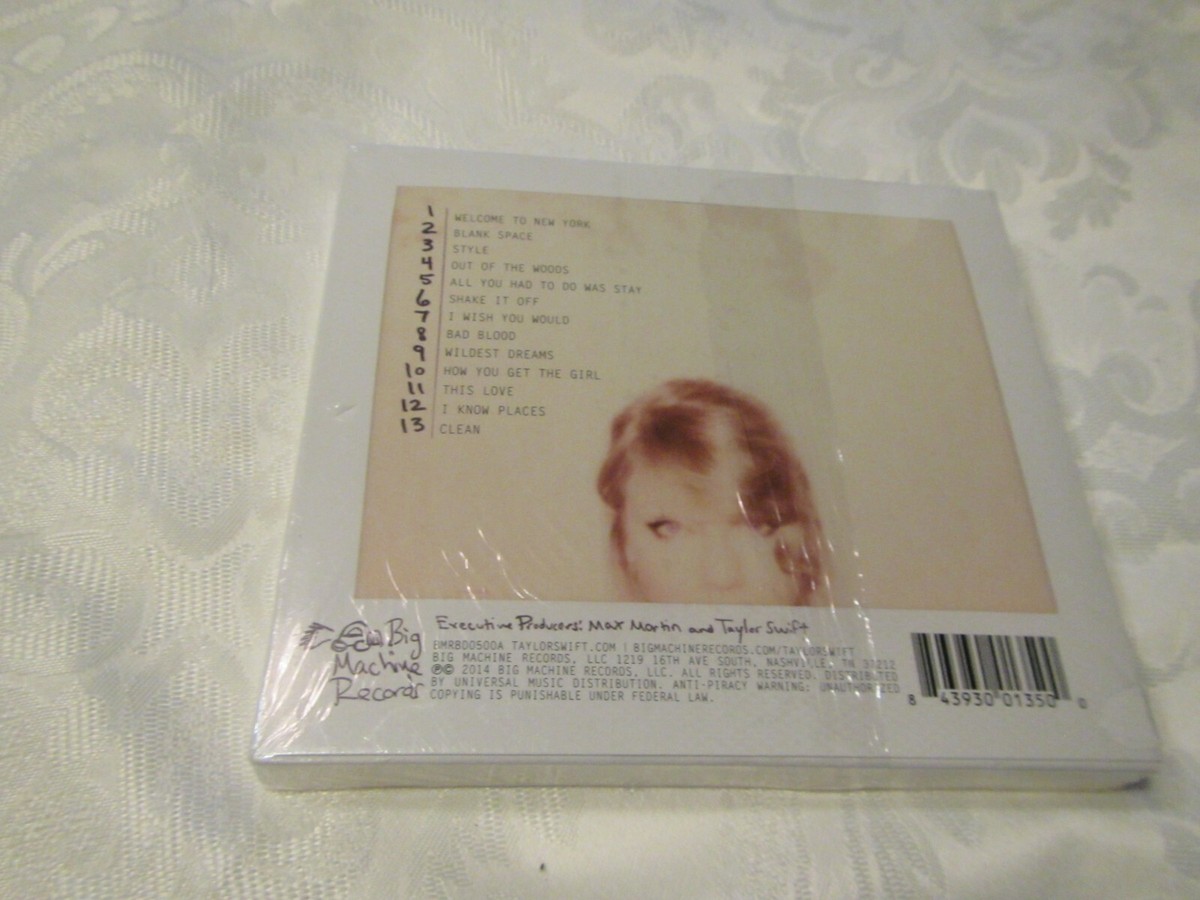 1 WELCOME TO NEW YORK
2 BLANK SPACE
3 STYLE
4 OUT OF THE WOODS
5 ALL YOU HAD TO DO WAS STAY
6 SHAKE IT OFF
7 I WISH YOU WOULD
8 BAD BLOOD
9 WILDEST DREAMS
10 HOW YOU GET THE GIRL
11 THIS LOVE
12 I KNOW PLACES
13 CLEAN
Executive Producers: Max Martin and Taylor Swift
Big
Machine
Records
BMRBD0500A TAYLORSWIFT.COM | BIGMACHINERECORDS.COM/TAYLORSWIFT
BIG MACHINE RECORDS, LLC 1219 16TH AVE SOUTH, NASHVILLE, TN 37212
℗© 2014 BIG MACHINE RECORDS, LLC. ALL RIGHTS RESERVED. DISTRIBUTED
BY UNIVERSAL MUSIC DISTRIBUTION. ANTI-PIRACY WARNING: UNAUTHORIZED
COPYING IS PUNISHABLE UNDER FEDERAL LAW.
8 43930 01350 0